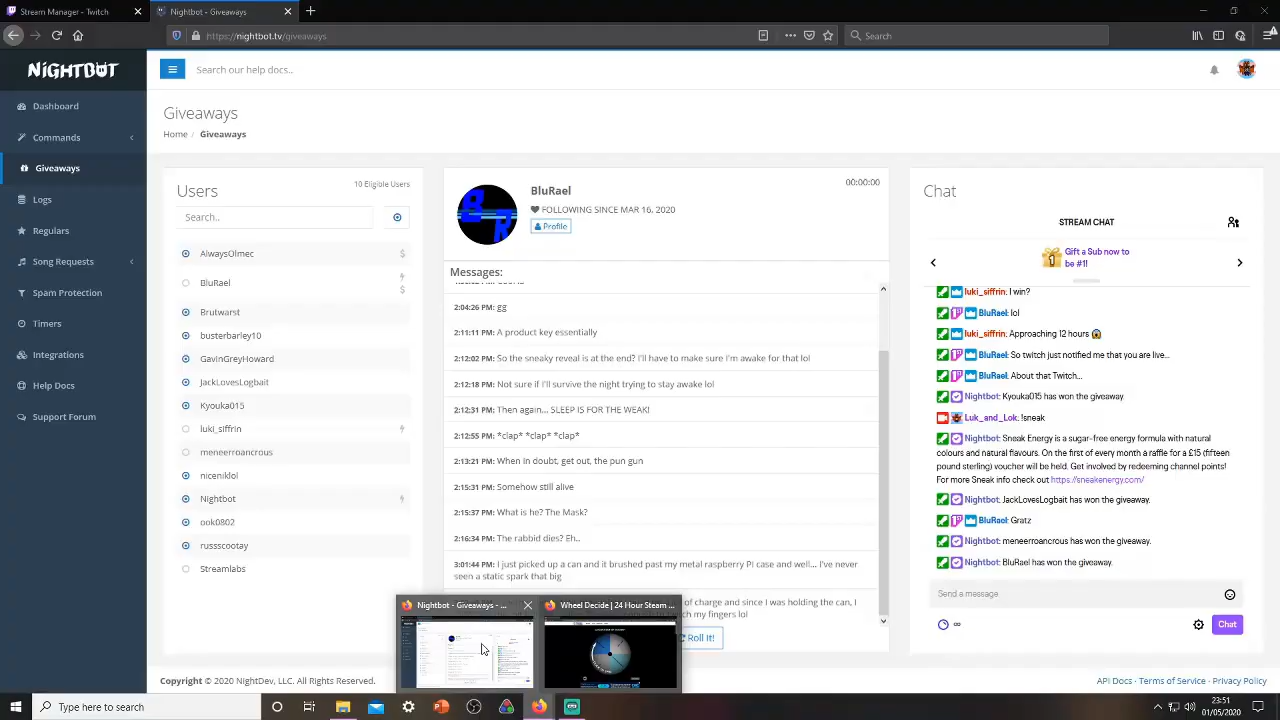 Stream Manager - Twitch
Nightbot - Giveaways
https://nightbot.tv/giveaways
Search
NIGHTBOT
Search our help docs..
Dashboard
Commands
Giveaways
Logs
Regulars
Song Requests
Spam Protection
Timers
Integrations
Help Docs
Support Forum
Giveaways
Home / Giveaways
Users
10 Eligible Users
Search..
AlwaysOlmec
BluRael
Brutwarst
busterbarley10
GavinGreyHoward
JackLovesLogbait
Kyouka015
luki_siffrin
meneerroancrous
niceniklol
Nightbot
ook0802
russscootay
Streamlabs
BluRael
00:00:00
FOLLOWING SINCE MAR 16, 2020
Profile
Messages:
2:04:26 PM: gg
2:11:11 PM: A product key essentially
2:12:02 PM: So the sneaky reveal is at the end? I'll have to make sure I'm awake for that lol
2:12:18 PM: Not sure if I'll survive the night trying to stay awake lol
2:12:31 PM: Then again... SLEEP IS FOR THE WEAK!
2:12:55 PM: *clap* *clap* *clap*
2:13:21 PM: When in doubt, get out, the pun gun
2:15:31 PM: Somehow still alive
2:15:37 PM: What is he? The Mask?
2:16:34 PM: The rabbid dies? Eh..
3:01:44 PM: I just picked up a can and it brushed past my metal raspberry Pi case and well... I've never
seen a static spark that big
of charge and since I was holding the can, I
my fingers lol
Roll It!
Chat
STREAM CHAT
Gift a Sub now to
be #1!
luki_siffrin: I win?
BluRael: lol
luki_siffrin: Approaching 12 hours
BluRael: So twitch just notified me that you are live...
BluRael: About that Twitch...
Nightbot: Kyouka015 has won the giveaway.
Luk_and_Lok: !sneak
Nightbot: Sneak Energy is a sugar-free energy formula with natural
colours and natural flavours. On the first of every month a raffle for a £15 (fifteen
pound sterling) voucher will be held. Get involved by redeeming channel points!
For more Sneak info check out https://sneakenergy.com/
Nightbot: JackLovesLogbait has won the giveaway.
BluRael: Gratz
Nightbot: meneerroancrous has won the giveaway.
Nightbot: BluRael has won the giveaway.
Send a message
Chat
Nightbot - Giveaways - ...
Wheel Decide | 24 Hour Steam ...
Copyright © 2020 NightDev, LLC. All Rights Reserved.
API Docs - Terms of Service - Privacy Policy
Type here to search
25:51
01/05/2020